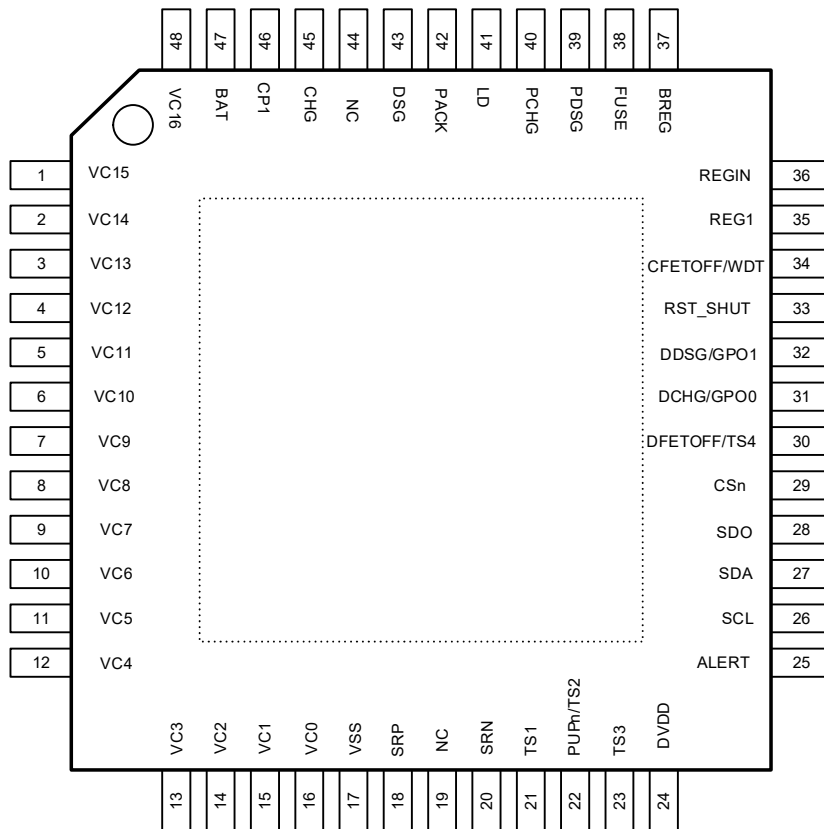 48 47 46 45 44 43 42 41 40 39 38 37
VC16 BAT CP1 CHG NC DSG PACK LD PCHG PDSG FUSE BREG
1 VC15 REGIN 36
2 VC14 REG1 35
3 VC13 CFETOFF/WDT 34
4 VC12 RST_SHUT 33
5 VC11 DDSG/GPO1 32
6 VC10 DCHG/GPO0 31
7 VC9 DFETOFF/TS4 30
8 VC8 CSn 29
9 VC7 SDO 28
10 VC6 SDA 27
11 VC5 SCL 26
12 VC4 ALERT 25
VC3 VC2 VC1 VC0 VSS SRP NC SRN TS1 PUPn/TS2 TS3 DVDD
13 14 15 16 17 18 19 20 21 22 23 24